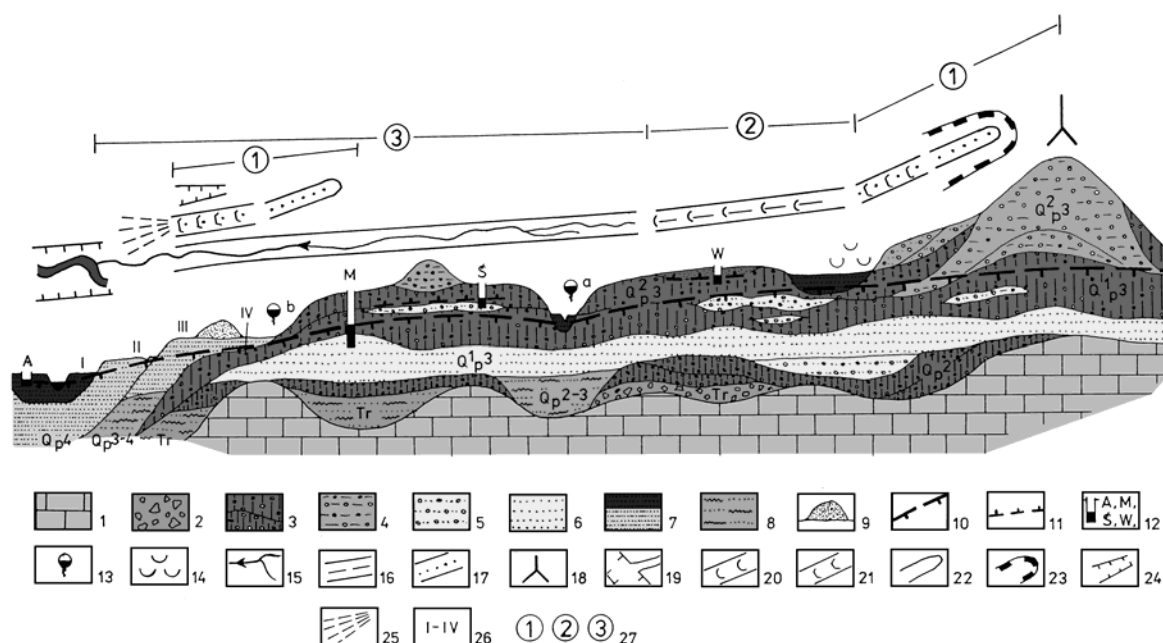 ①
③
②
①
Q²p3
W
M
Ś
a
Q²p3
Qp3
b
IV
III
II
A
I
Q¹p3
Qp2
Qp2-3
Tr
Tr
Qp4
Qp3-4
Tr
1
2
3
4
5
6
7
8
9
10
11
A, M,
Ś, W,
12
13
14
15
16
17
18
19
20
21
22
23
24
25
I-IV
26
① ② ③ 27